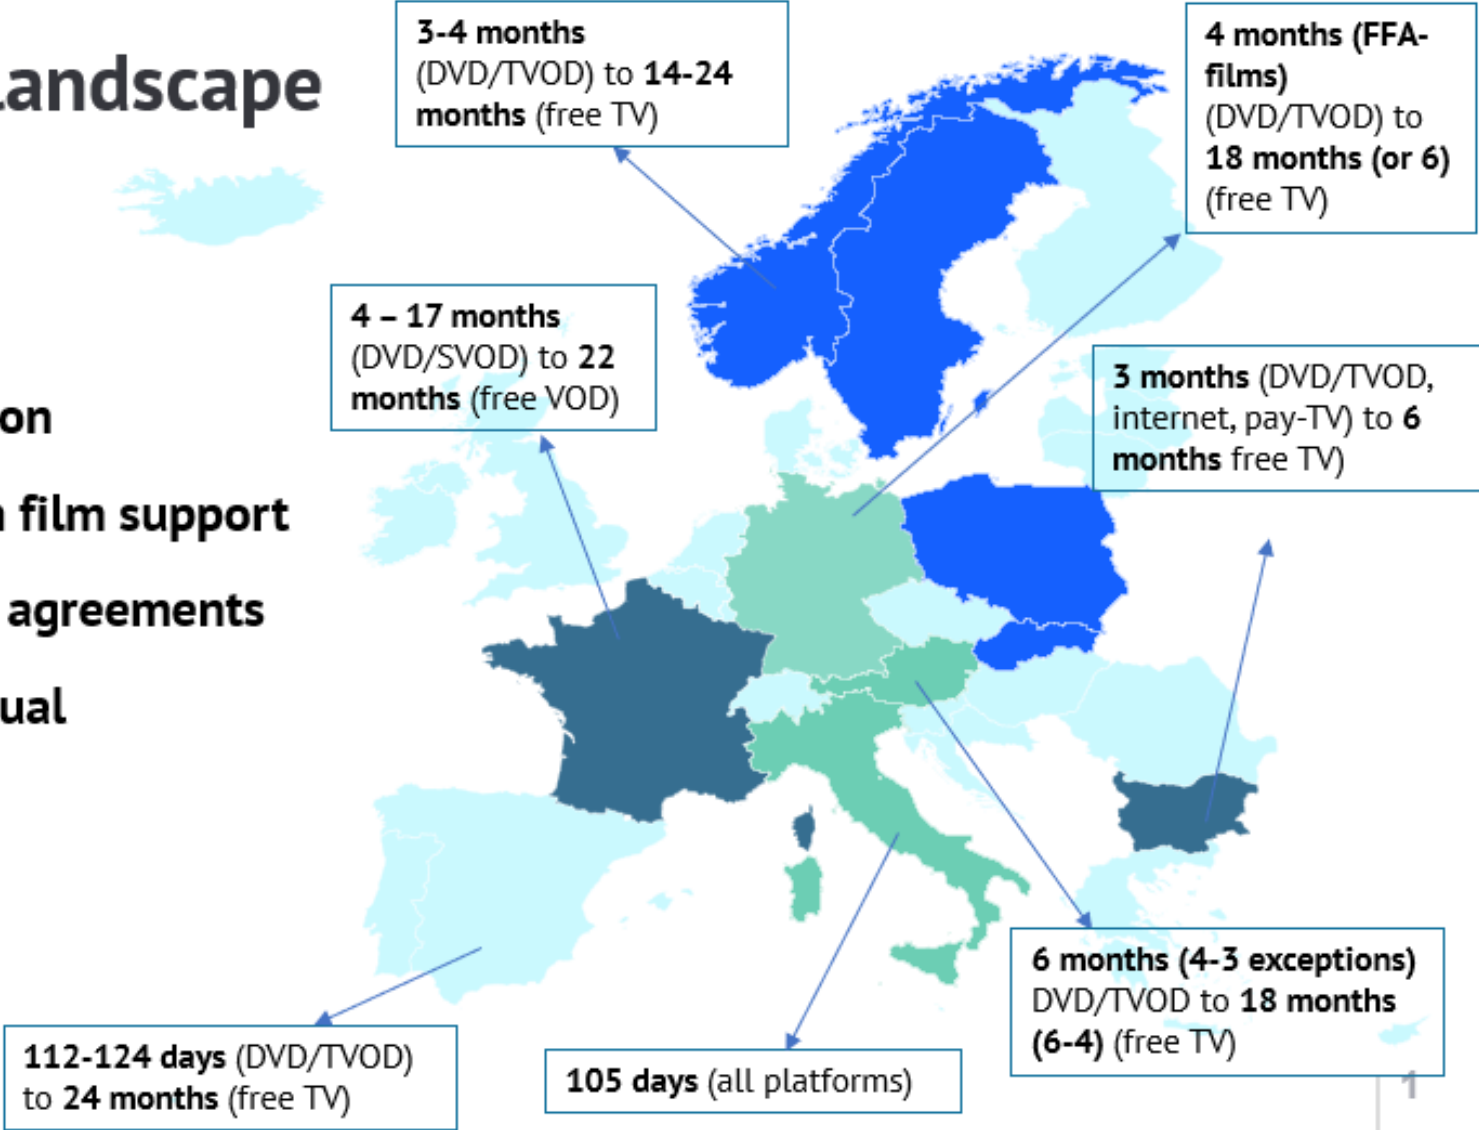 Landscape
on
film support
agreements
ual
3-4 months
(DVD/TVOD) to 14-24
months (free TV)
4 months (FFA-
films)
(DVD/TVOD) to
18 months (or 6)
(free TV)
4 – 17 months
(DVD/SVOD) to 22
months (free VOD)
3 months (DVD/TVOD,
internet, pay-TV) to 6
months free TV)
6 months (4-3 exceptions)
DVD/TVOD to 18 months
(6-4) (free TV)
112-124 days (DVD/TVOD)
to 24 months (free TV)
105 days (all platforms)
1